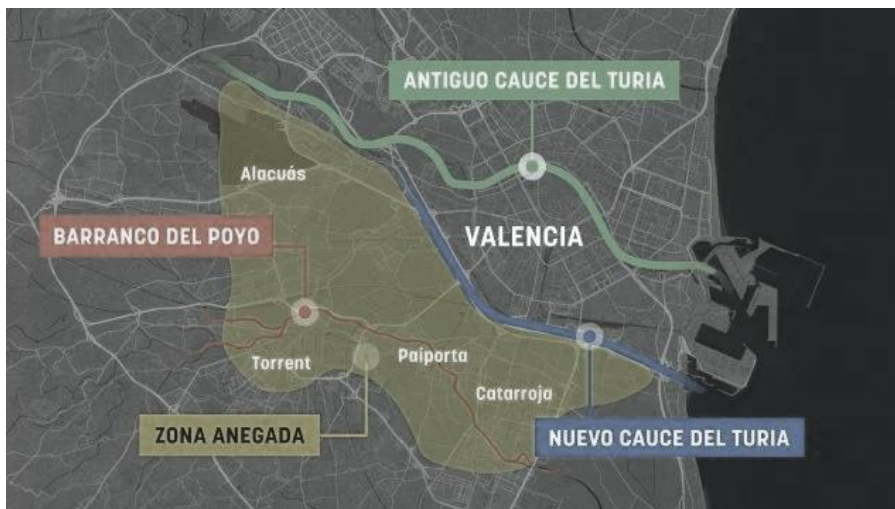 ANTIGUO CAUCE DEL TURIA
Alacuás
BARRANCO DEL POYO
VALENCIA
Torrent
Paiporta
Catarroja
ZONA ANEGADA
NUEVO CAUCE DEL TURIA